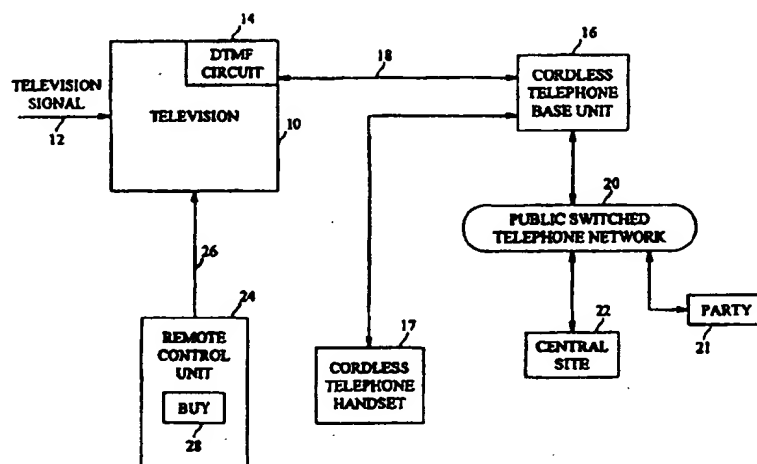 14
DTMF
CIRCUIT
18
16
CORDLESS
TELEPHONE
BASE UNIT
TELEVISION
SIGNAL
12
TELEVISION
10
20
PUBLIC SWITCHED
TELEPHONE NETWORK
26
24
REMOTE
CONTROL
UNIT
BUY
28
17
CORDLESS
TELEPHONE
HANDSET
22
CENTRAL
SITE
PARTY
21